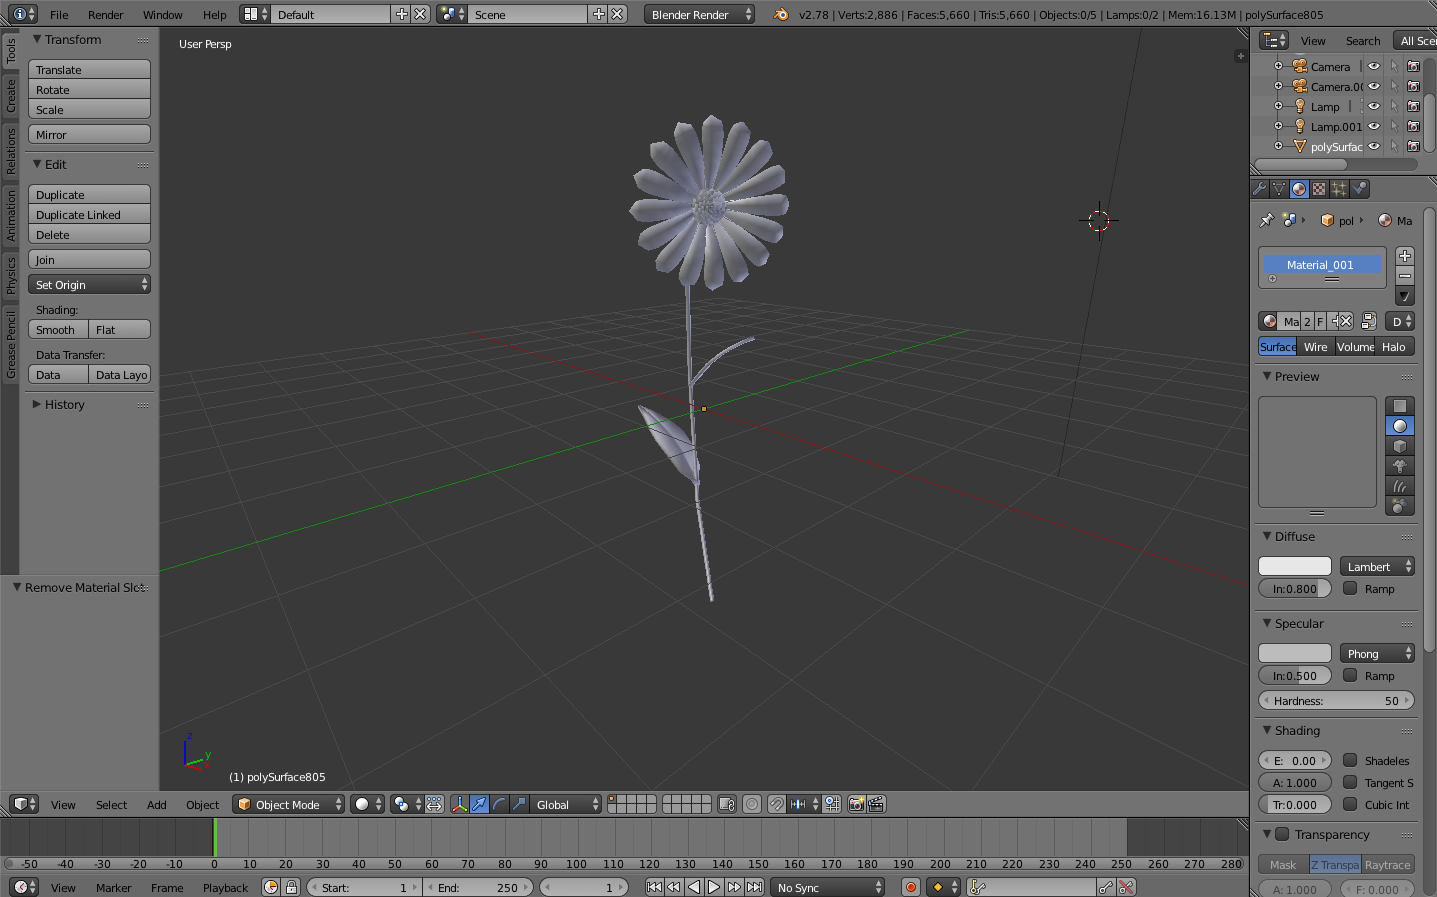 File Render Window Help Default Scene Blender Render v2.78 | Verts:2,886 | Faces:5,660 | Tris:5,660 | Objects:0/5 | Lamps:0/2 | Mem:16.13M | polySurface805
Tools
Create
Relations
Animation
Physics
Grease Pencil
Transform
Translate
Rotate
Scale
Mirror
Edit
Duplicate
Duplicate Linked
Delete
Join
Set Origin
Shading:
Smooth Flat
Data Transfer:
Data Data Layo
History
Remove Material Slo
User Persp
z
y
x
(1) polySurface805
View Select Add Object Object Mode Global
-50 -40 -30 -20 -10 0 10 20 30 40 50 60 70 80 90 100 110 120 130 140 150 160 170 180 190 200 210 220 230 240 250 260 270 280
View Marker Frame Playback Start: 1 End: 250 1 No Sync
View Search All Scen
Camera
Camera.00
Lamp
Lamp.001
polySurfac
pol Ma
Material_001
Ma 2 F D
Surface Wire Volume Halo
Preview
Diffuse
Lambert
In:0.800 Ramp
Specular
Phong
In:0.500 Ramp
Hardness: 50
Shading
E: 0.00 Shadeles
A: 1.000 Tangent S
Tr:0.000 Cubic Int
Transparency
Mask Z Transpa Raytrace
A: 1.000 F: 0.000